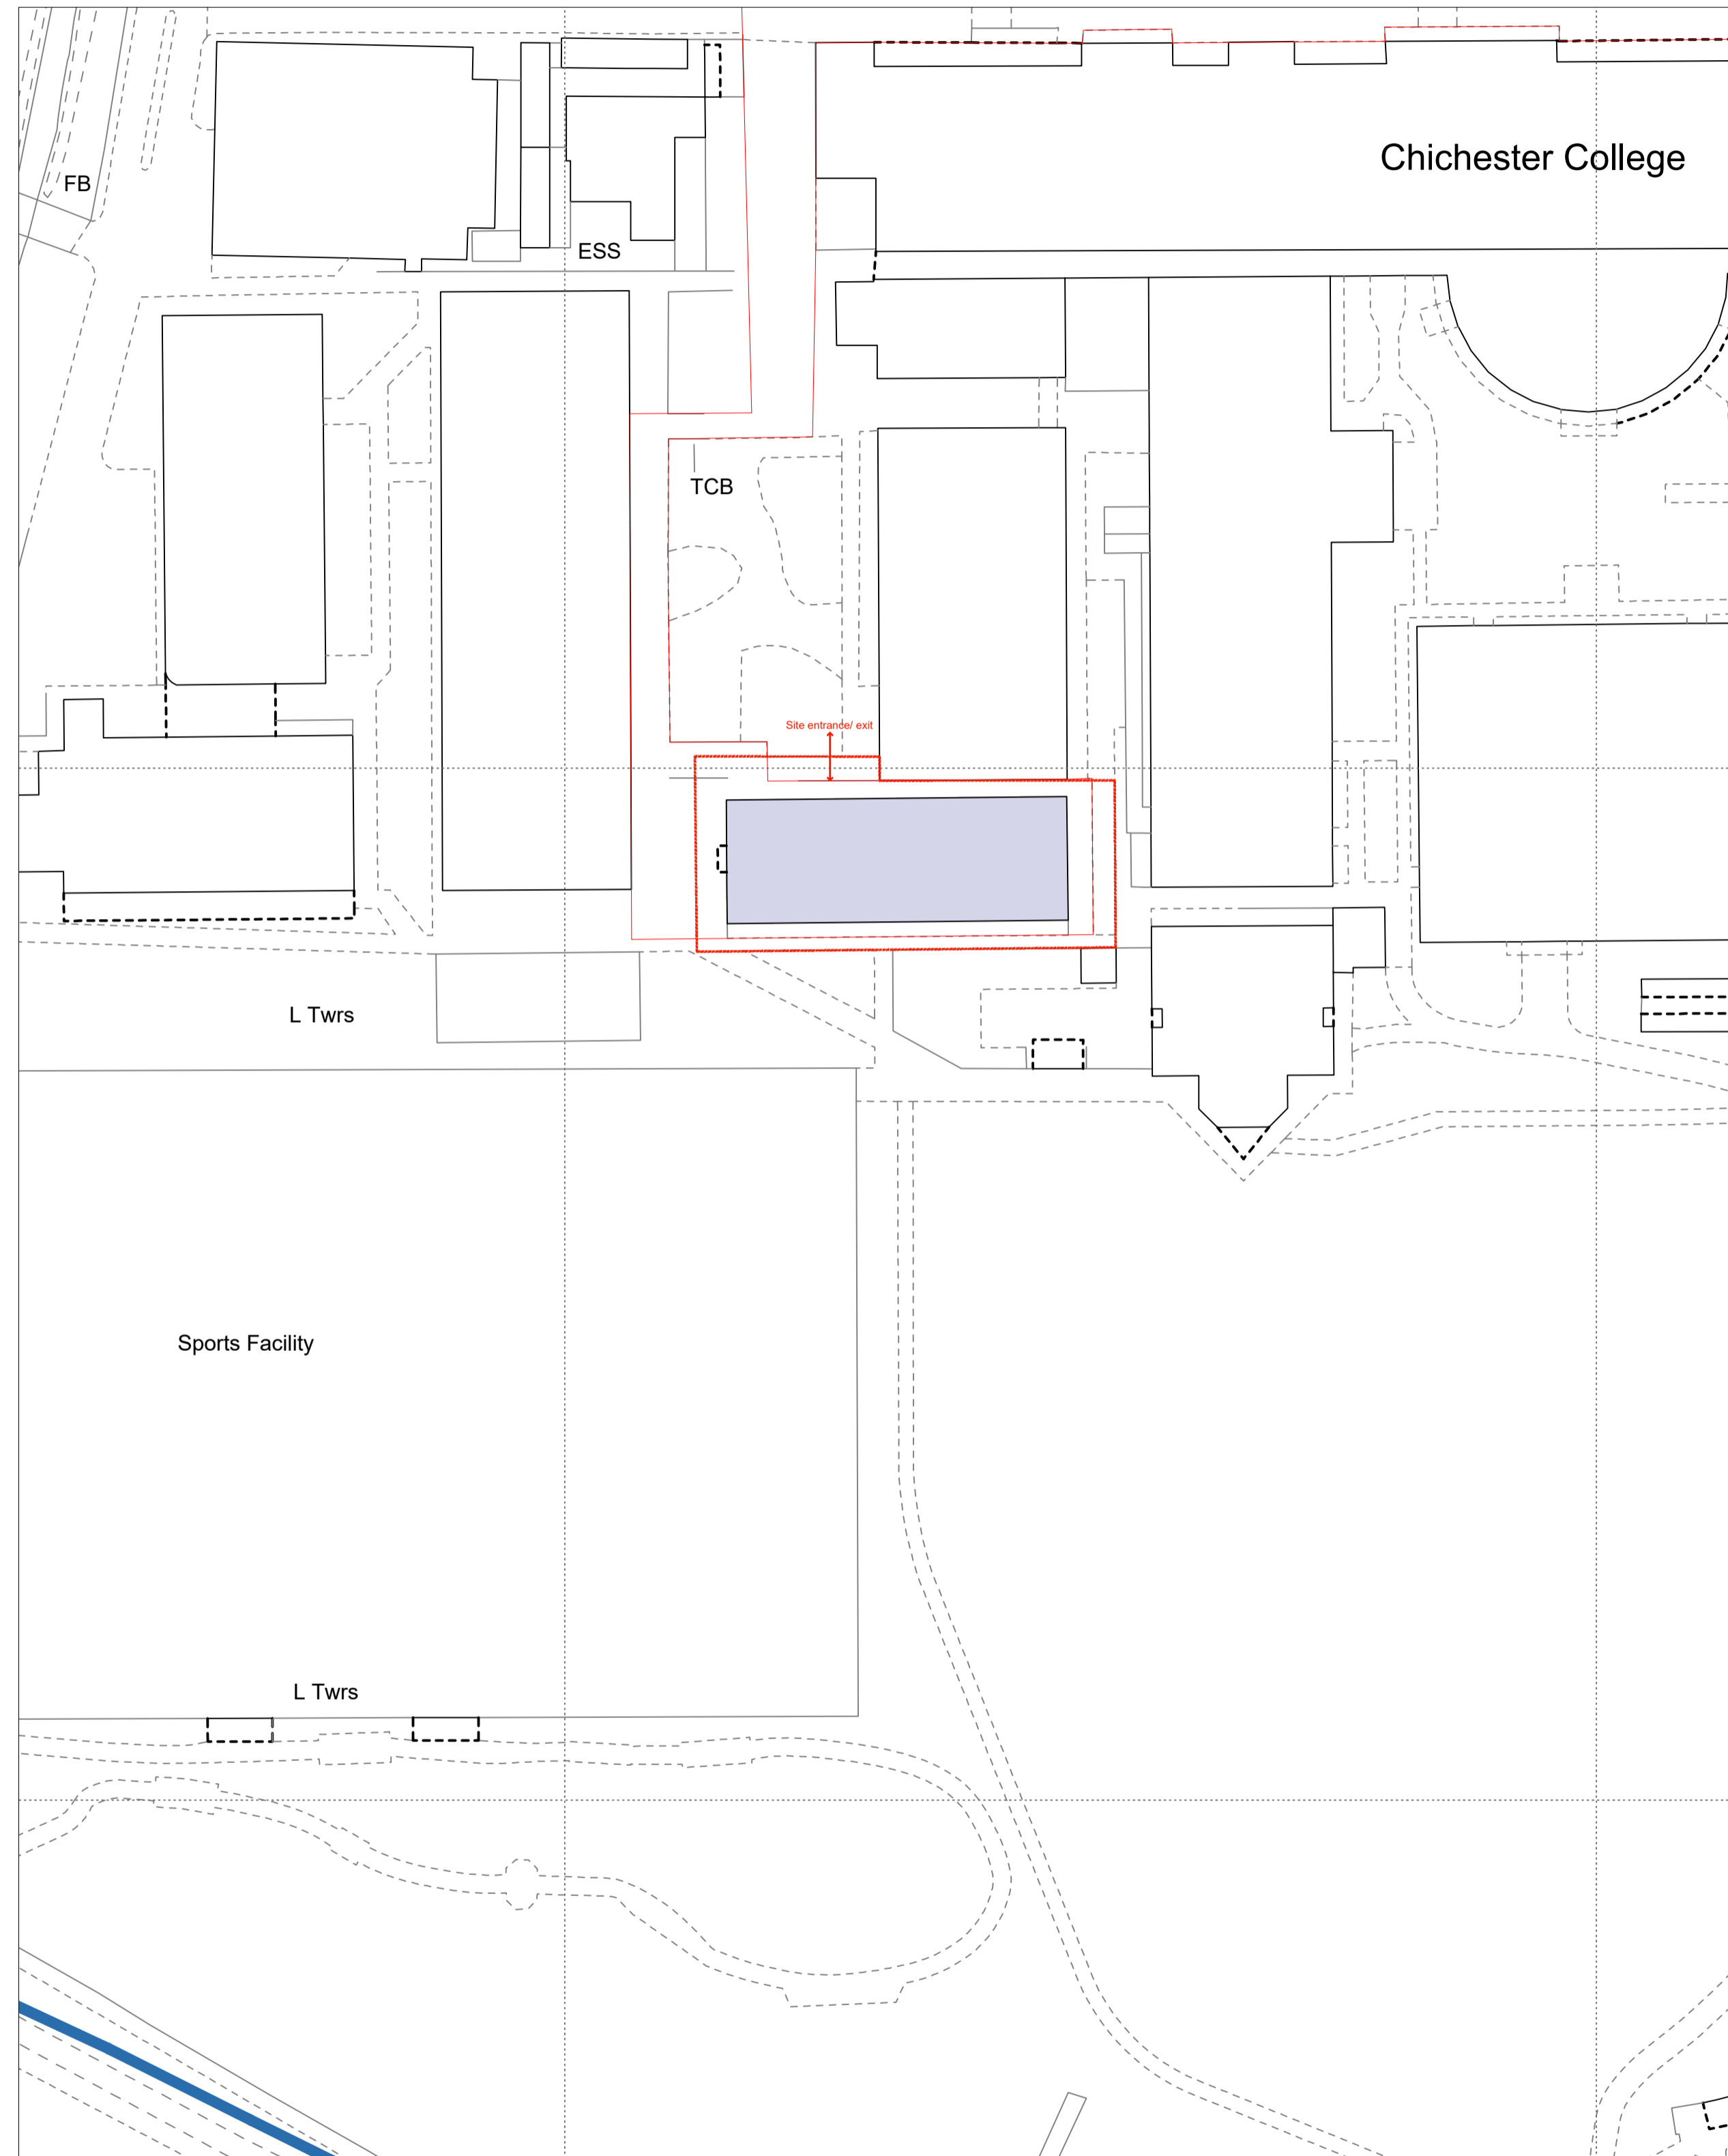 Chichester College
FB
ESS
TCB
Site entrance/ exit
L Twrs
Sports Facility
L Twrs